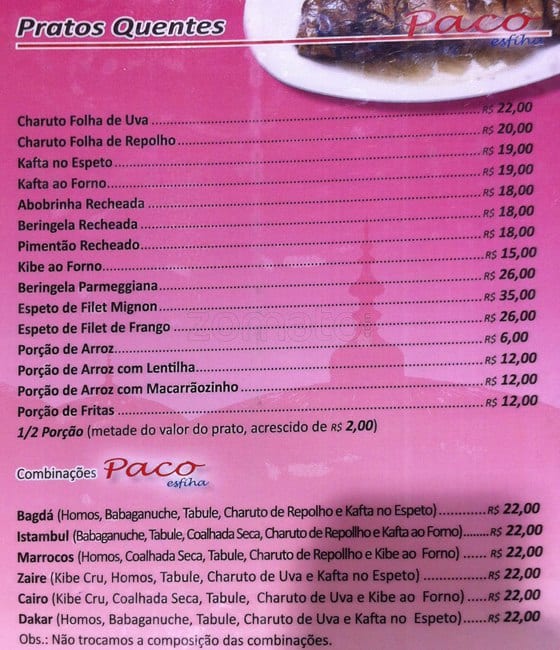 Pratos Quentes
Paco
esfiha
Charuto Folha de Uva R$ 22,00
Charuto Folha de Repolho R$ 20,00
Kafta no Espeto R$ 19,00
Kafta ao Forno R$ 19,00
Abobrinha Recheada R$ 18,00
Beringela Recheada R$ 18,00
Pimentão Recheado R$ 18,00
Kibe ao Forno R$ 15,00
Beringela Parmeggiana R$ 26,00
Espeto de Filet Mignon R$ 35,00
Espeto de Filet de Frango R$ 26,00
zomato
Porção de Arroz R$ 6,00
Porção de Arroz com Lentilha R$ 12,00
Porção de Arroz com Macarrãozinho R$ 12,00
Porção de Fritas R$ 12,00
1/2 Porção (metade do valor do prato, acrescido de R$ 2,00)
Combinações Paco
esfiha
Bagdá (Homos, Babaganuche, Tabule, Charuto de Repolho e Kafta no Espeto) R$ 22,00
Istambul (Babaganuche, Tabule, Coalhada Seca, Charuto de Repollho e Kafta ao Forno) R$ 22,00
Marrocos (Homos, Coalhada Seca, Tabule, Charuto de Repollho e Kibe ao Forno) R$ 22,00
Zaire (Kibe Cru, Homos, Tabule, Charuto de Uva e Kafta no Espeto) R$ 22,00
Cairo (Kibe Cru, Coalhada Seca, Tabule, Charuto de Uva e Kibe ao Forno) R$ 22,00
Dakar (Homos, Babaganuche, Tabule, Charuto de Uva e Kafta no Espeto) R$ 22,00
Obs.: Não trocamos a composição das combinações.